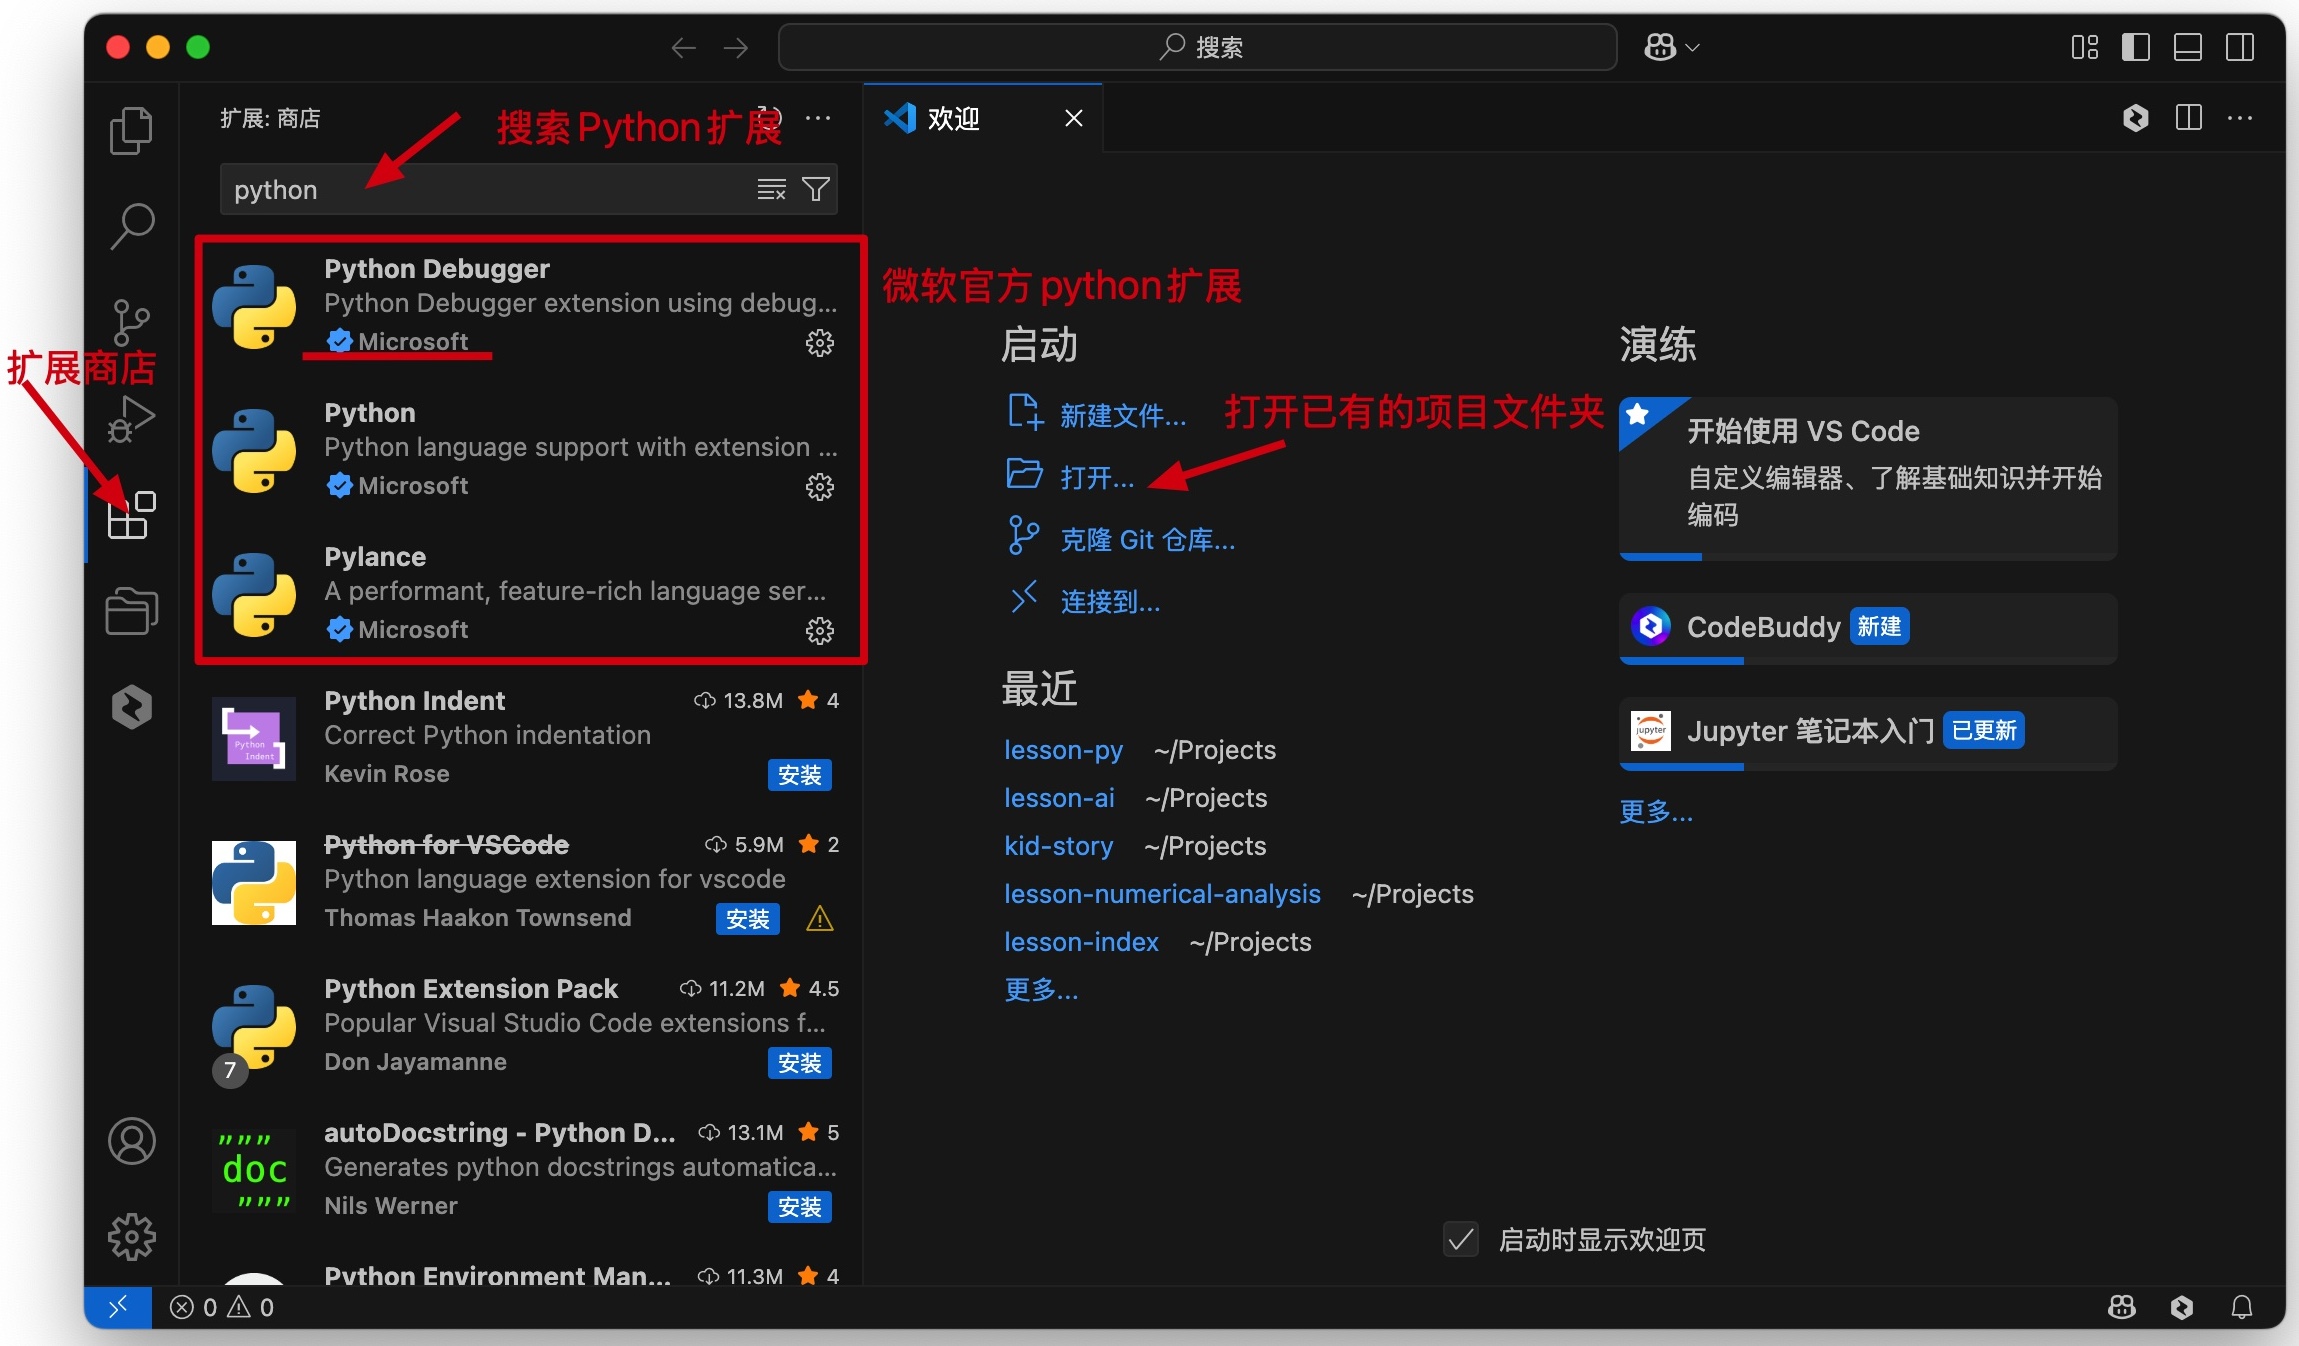 搜索
扩展: 商店
搜索Python扩展
python
扩展商店
Python Debugger
Python Debugger extension using debug...
Microsoft
Python
Python language support with extension ...
Microsoft
Pylance
A performant, feature-rich language ser...
Microsoft
Python Indent 13.8M 4
Correct Python indentation
Kevin Rose 安装
Python Indent
Python for VSCode 5.9M 2
Python language extension for vscode
Thomas Haakon Townsend 安装
Python Extension Pack 11.2M 4.5
Popular Visual Studio Code extensions f...
Don Jayamanne 安装
7
autoDocstring - Python D... 13.1M 5
Generates python docstrings automatica...
Nils Werner 安装
"""
doc
"""
Python Environment Man... 11.3M 4
欢迎
微软官方python扩展
启动
新建文件...
打开已有的项目文件夹
打开...
克隆 Git 仓库...
连接到...
最近
lesson-py ~/Projects
lesson-ai ~/Projects
kid-story ~/Projects
lesson-numerical-analysis ~/Projects
lesson-index ~/Projects
更多...
演练
开始使用 VS Code
自定义编辑器、了解基础知识并开始
编码
CodeBuddy 新建
jupyter
Jupyter 笔记本入门 已更新
更多...
启动时显示欢迎页
0 0